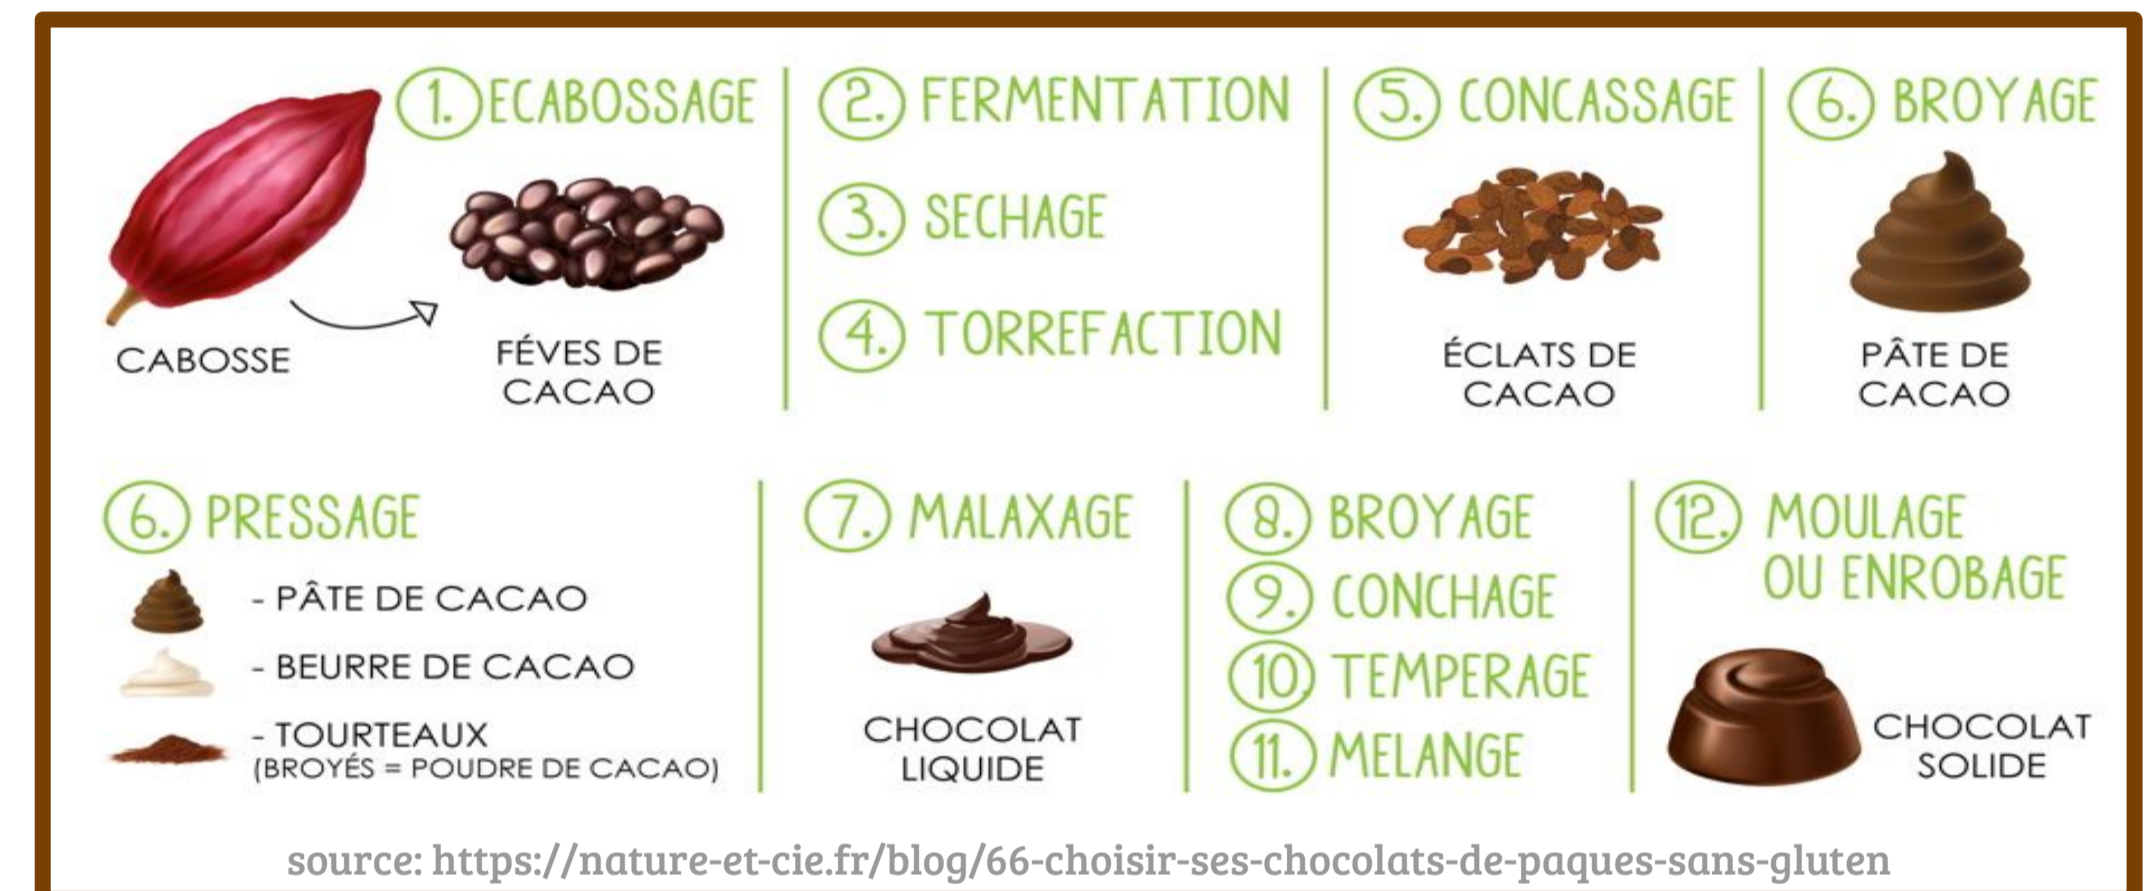 1. ECABOSSAGE
CABOSSE
FÉVES DE
CACAO
2. FERMENTATION
3. SECHAGE
4. TORREFACTION
5. CONCASSAGE
ÉCLATS DE
CACAO
6. BROYAGE
PÂTE DE
CACAO
6. PRESSAGE
- PÂTE DE CACAO
- BEURRE DE CACAO
- TOURTEAUX
(BROYÉS = POUDRE DE CACAO)
7. MALAXAGE
CHOCOLAT
LIQUIDE
8. BROYAGE
9. CONCHAGE
10. TEMPERAGE
11. MELANGE
12. MOULAGE
OU ENROBAGE
CHOCOLAT
SOLIDE
source: https://nature-et-cie.fr/blog/66-choisir-ses-chocolats-de-paques-sans-gluten